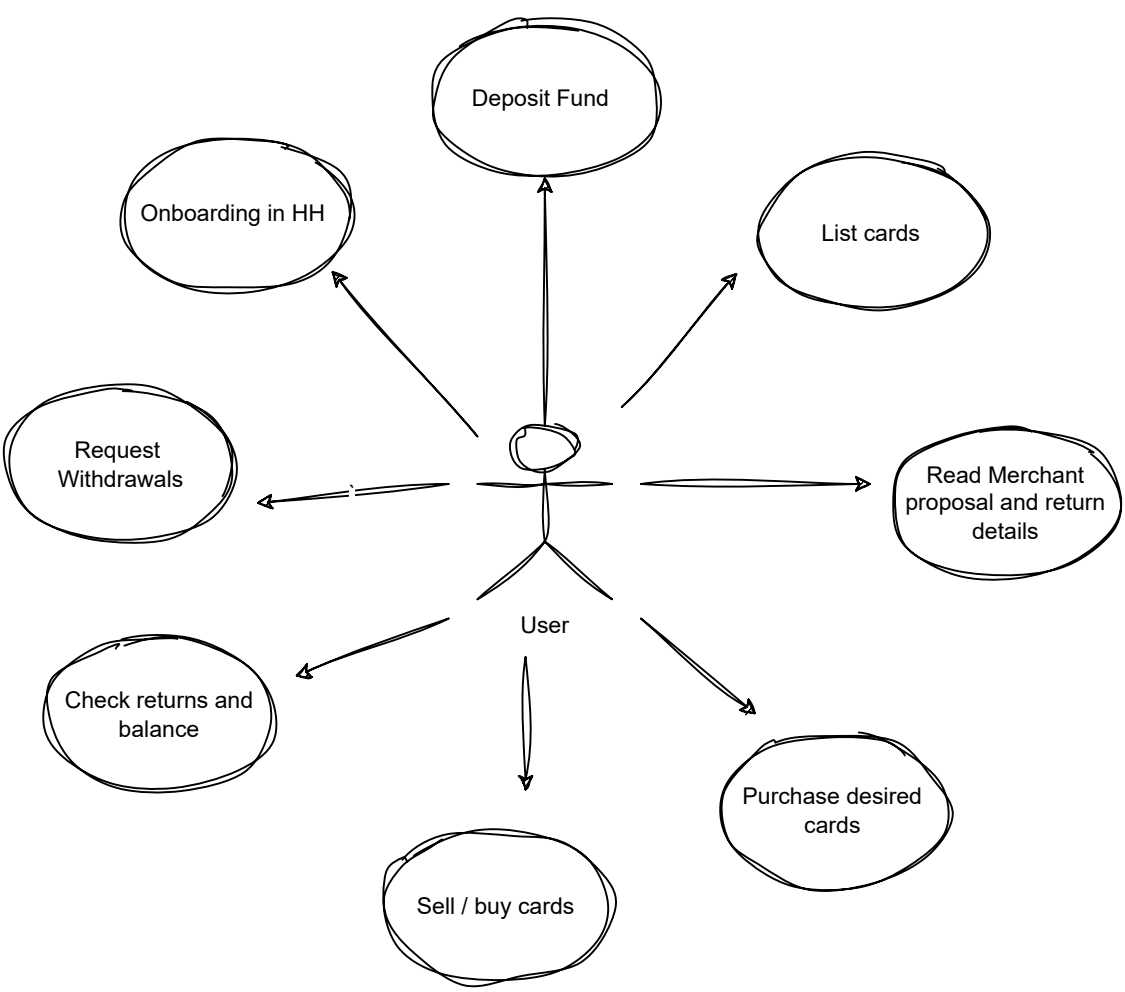 Deposit Fund
Onboarding in HH
List cards
Request
Withdrawals
Read Merchant
proposal and return
details
User
Check returns and
balance
Purchase desired
cards
Sell / buy cards